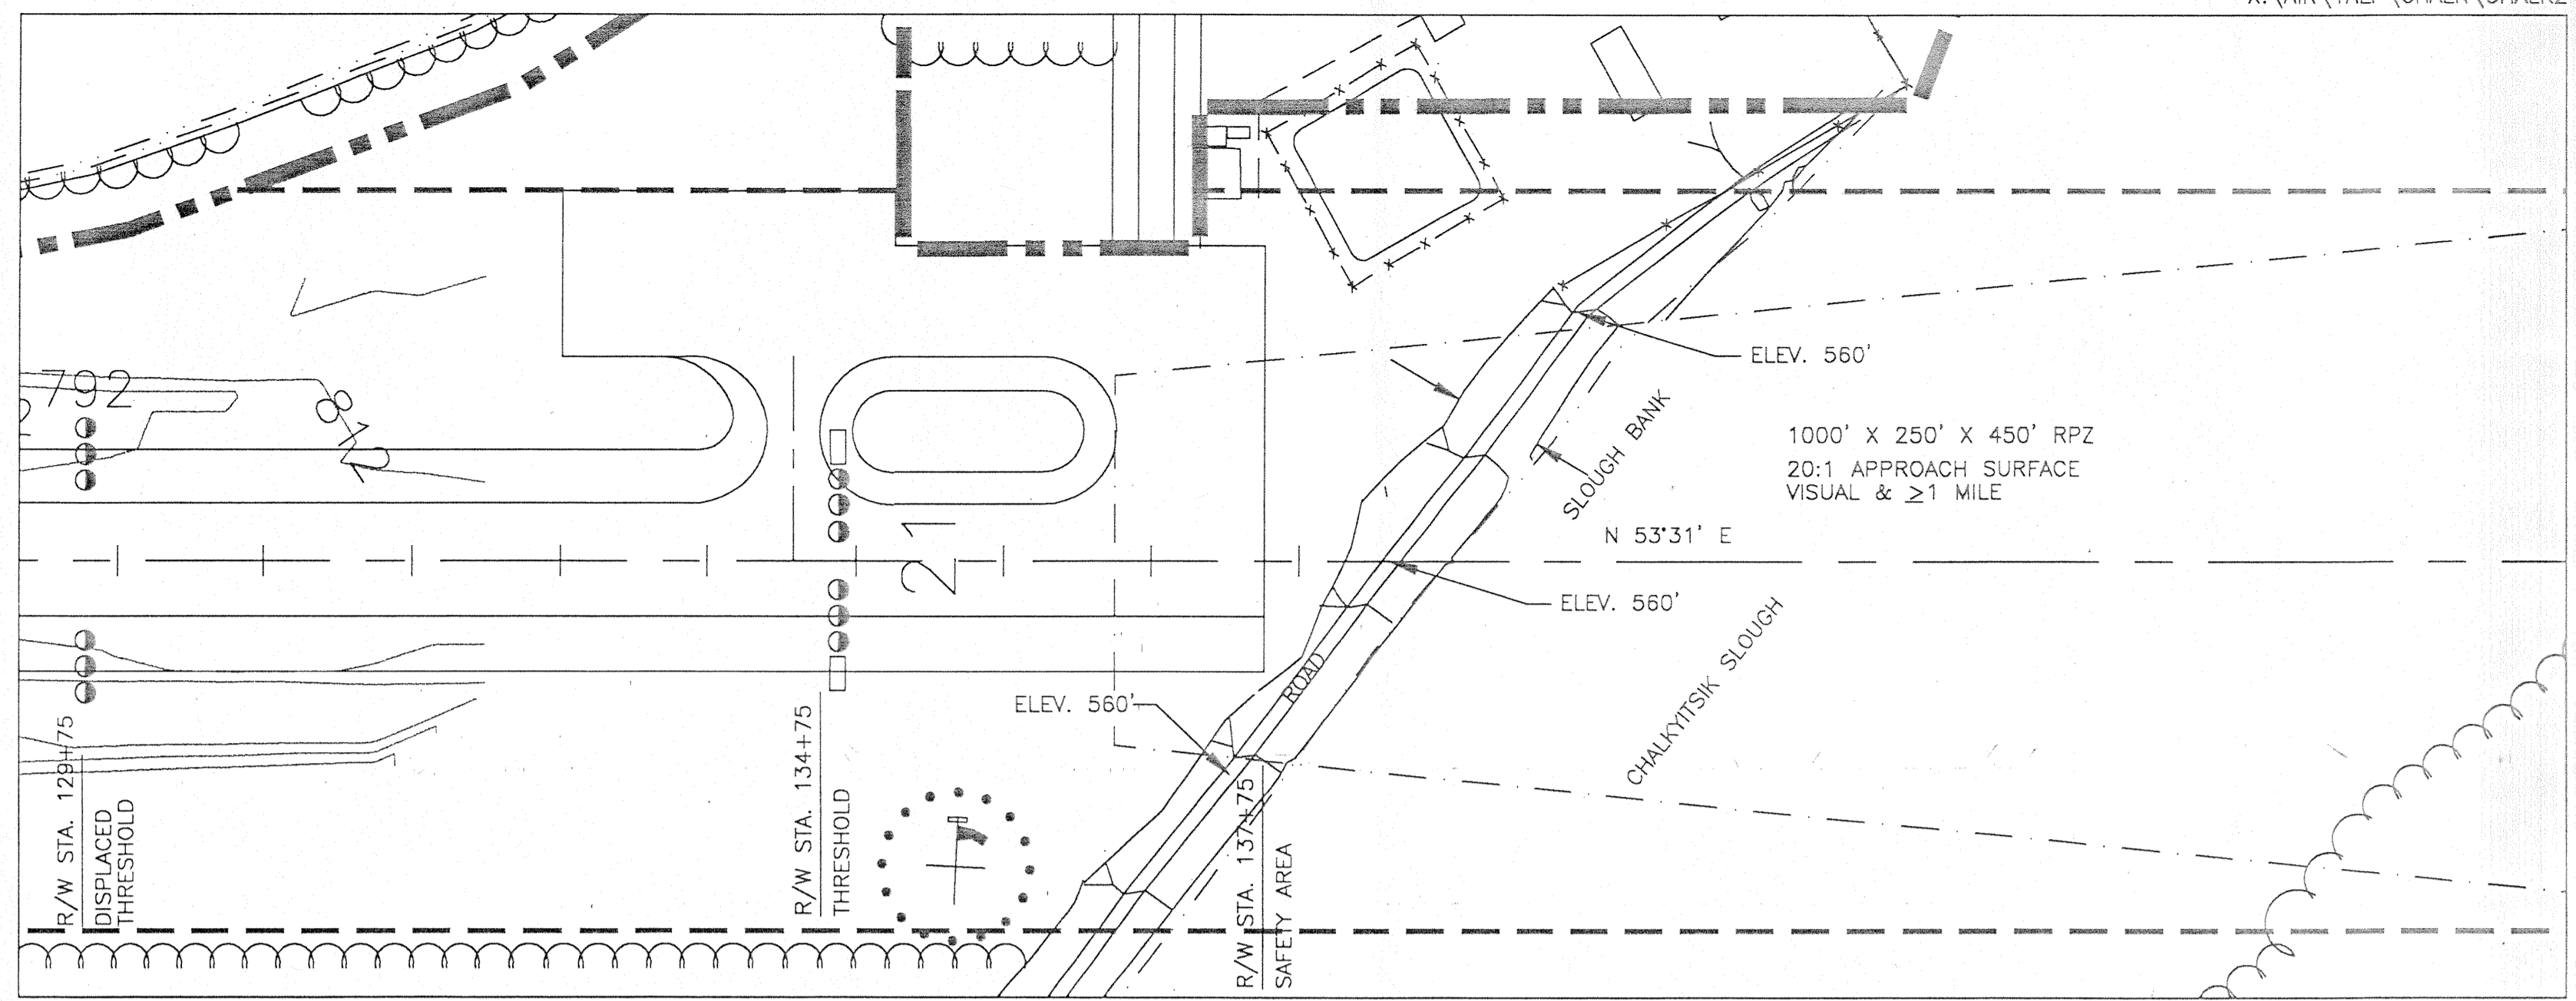 ELEV. 560'
792
8
1000' X 250' X 450' RPZ
20:1 APPROACH SURFACE
VISUAL & ≥1 MILE
SLOUGH BANK
N 53°31' E
21
ELEV. 560'
CHALKYITSIK SLOUGH
ROAD
ELEV. 560'
R/W STA. 129+75
DISPLACED
THRESHOLD
R/W STA. 134+75
THRESHOLD
R/W STA. 137+75
SAFETY AREA